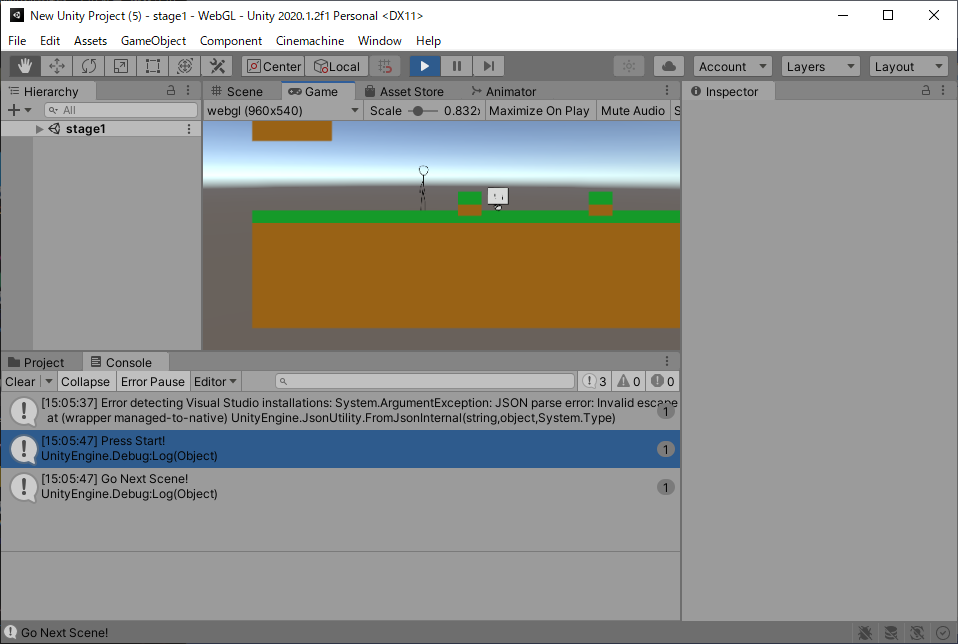 New Unity Project (5) - stage1 - WebGL - Unity 2020.1.2f1 Personal <DX11>
File Edit Assets GameObject Component Cinemachine Window Help
Center Local Account Layers Layout
Hierarchy
All
stage1
Scene Game Asset Store Animator
webgl (960x540) Scale 0.832x Maximize On Play Mute Audio S
Inspector
Project Console
Clear Collapse Error Pause Editor 3 0 0
[15:05:37] Error detecting Visual Studio installations: System.ArgumentException: JSON parse error: Invalid escape
at (wrapper managed-to-native) UnityEngine.JsonUtility.FromJsonInternal(string,object,System.Type)
1
[15:05:47] Press Start!
UnityEngine.Debug:Log(Object)
1
[15:05:47] Go Next Scene!
UnityEngine.Debug:Log(Object)
1
Go Next Scene!